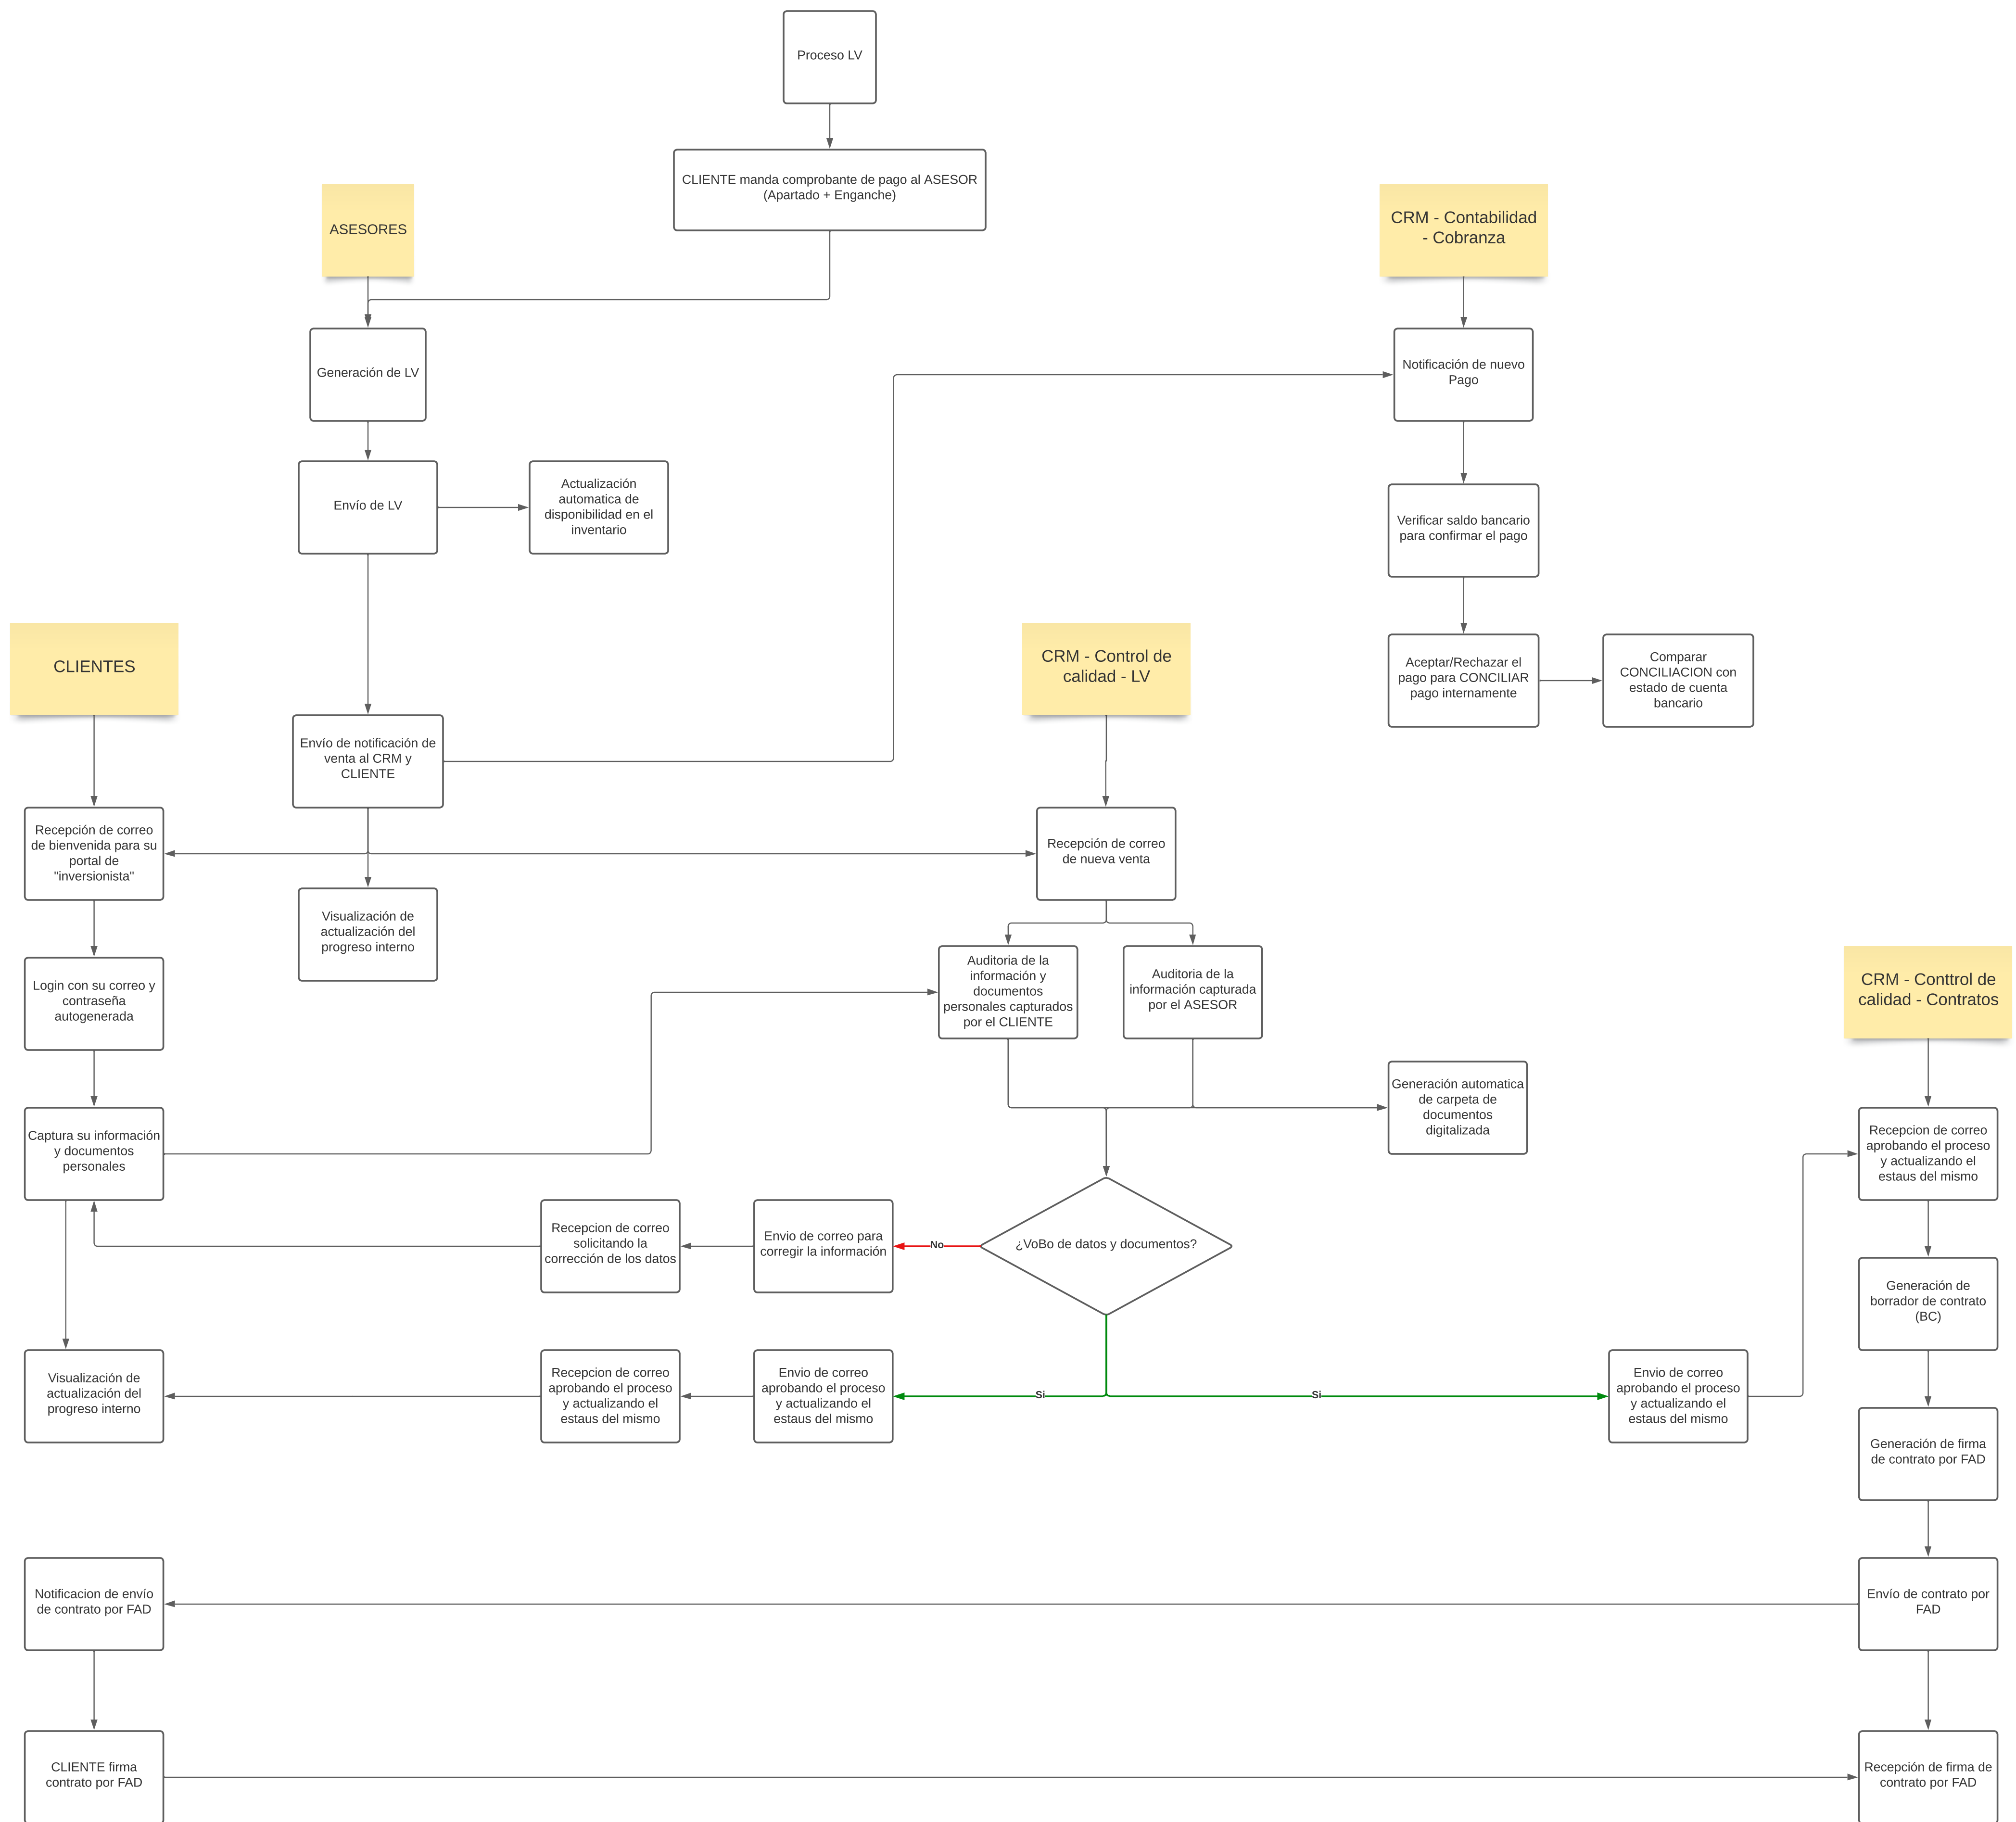 Proceso LV
CLIENTE manda comprobante de pago al ASESOR
(Apartado + Enganche)
ASESORES
CRM - Contabilidad
- Cobranza
Generación de LV
Notificación de nuevo
Pago
Envío de LV
Actualización
automatica de
disponibilidad en el
inventario
Verificar saldo bancario
para confirmar el pago
CLIENTES
CRM - Control de
calidad - LV
Aceptar/Rechazar el
pago para CONCILIAR
pago internamente
Comparar
CONCILIACION con
estado de cuenta
bancario
Envío de notificación de
venta al CRM y
CLIENTE
Recepción de correo
de bienvenida para su
portal de
"inversionista"
Recepción de correo
de nueva venta
Visualización de
actualización del
progreso interno
Login con su correo y
contraseña
autogenerada
Auditoria de la
información y
documentos
personales capturados
por el CLIENTE
Auditoria de la
información capturada
por el ASESOR
CRM - Conttrol de
calidad - Contratos
Generación automatica
de carpeta de
documentos
digitalizada
Captura su información
y documentos
personales
Recepcion de correo
aprobando el proceso
y actualizando el
estaus del mismo
Recepcion de correo
solicitando la
corrección de los datos
Envio de correo para
corregir la información
No
¿VoBo de datos y documentos?
Generación de
borrador de contrato
(BC)
Visualización de
actualización del
progreso interno
Recepcion de correo
aprobando el proceso
y actualizando el
estaus del mismo
Envio de correo
aprobando el proceso
y actualizando el
estaus del mismo
Si
Si
Envio de correo
aprobando el proceso
y actualizando el
estaus del mismo
Generación de firma
de contrato por FAD
Notificacion de envío
de contrato por FAD
Envío de contrato por
FAD
CLIENTE firma
contrato por FAD
Recepción de firma de
contrato por FAD